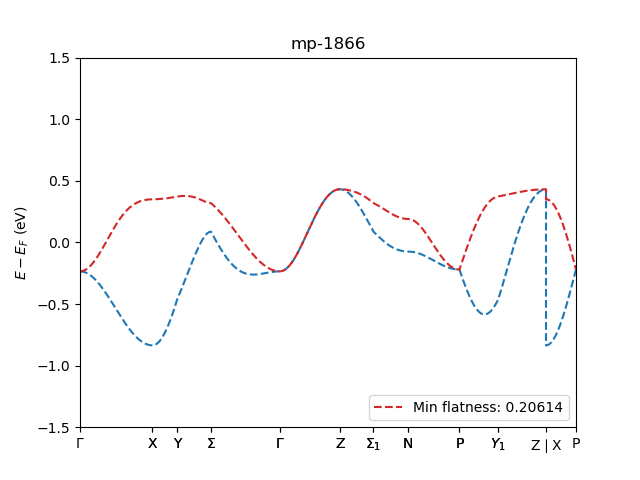 mp-1866
E − E_F (eV)
1.5
1.0
0.5
0.0
−0.5
−1.0
−1.5
Min flatness: 0.20614
Γ X Y Σ Γ Z Σ₁ N P Y₁ Z | X P